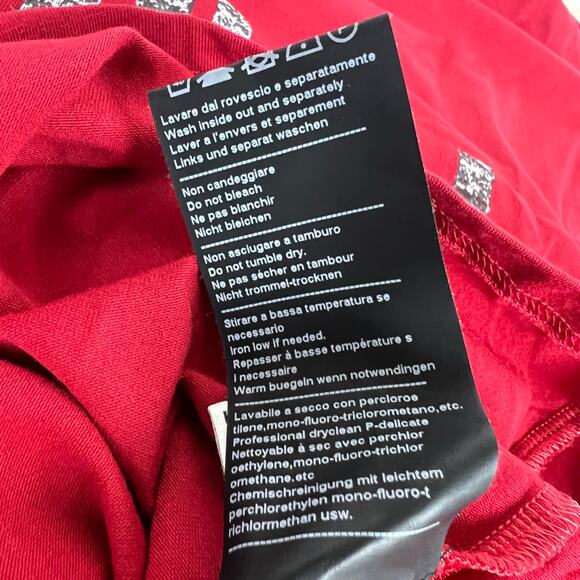 Lavare dal rovescio e separatamente
Wash inside out and separately
Laver a l'envers et separement
Links und separat waschen
Non candeggiare
Do not bleach
Ne pas blanchir
Nicht bleichen
Non asciugare a tamburo
Do not tumble dry.
Ne pas sécher en tambour
Nicht trommel-trocknen
Stirare a bassa temperatura se
necessario
Iron low if needed.
Repasser à basse température s
i necessaire
Warm buegeln wenn notwendingen
Lavabile a secco con percloroe
tilene,mono-fluoro-triclorometano,etc.
Professional dryclean P-delicate
Nettoyable à sec avec perchlor
oethylene, mono-fluoro-trichlor
omethane.etc
Chemischreinigung mit leichtem
perchlorethylen mono-fluoro-t
richlormethan usw.